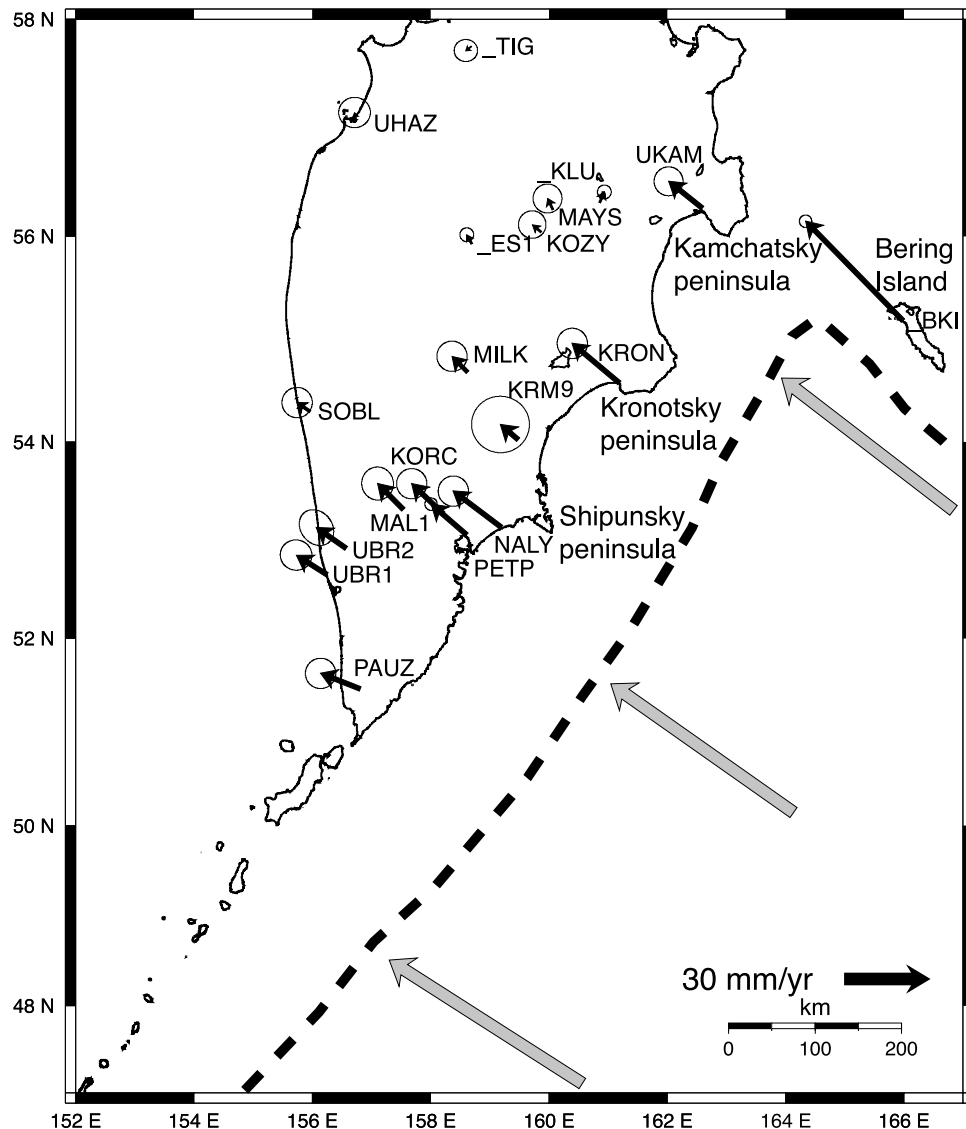 58 N
_TIG
UHAZ
_KLU
UKAM
MAYS
56 N
_ES1
KOZY
Kamchatsky
peninsula
Bering
Island
_BKI
MILK
KRON
KRM9
SOBL
Kronotsky
peninsula
54 N
KORC
MAL1
NALY
Shipunsky
peninsula
UBR2
PETP
UBR1
52 N
PAUZ
50 N
30 mm/yr
48 N
km
0 100 200
152 E 154 E 156 E 158 E 160 E 162 E 164 E 166 E